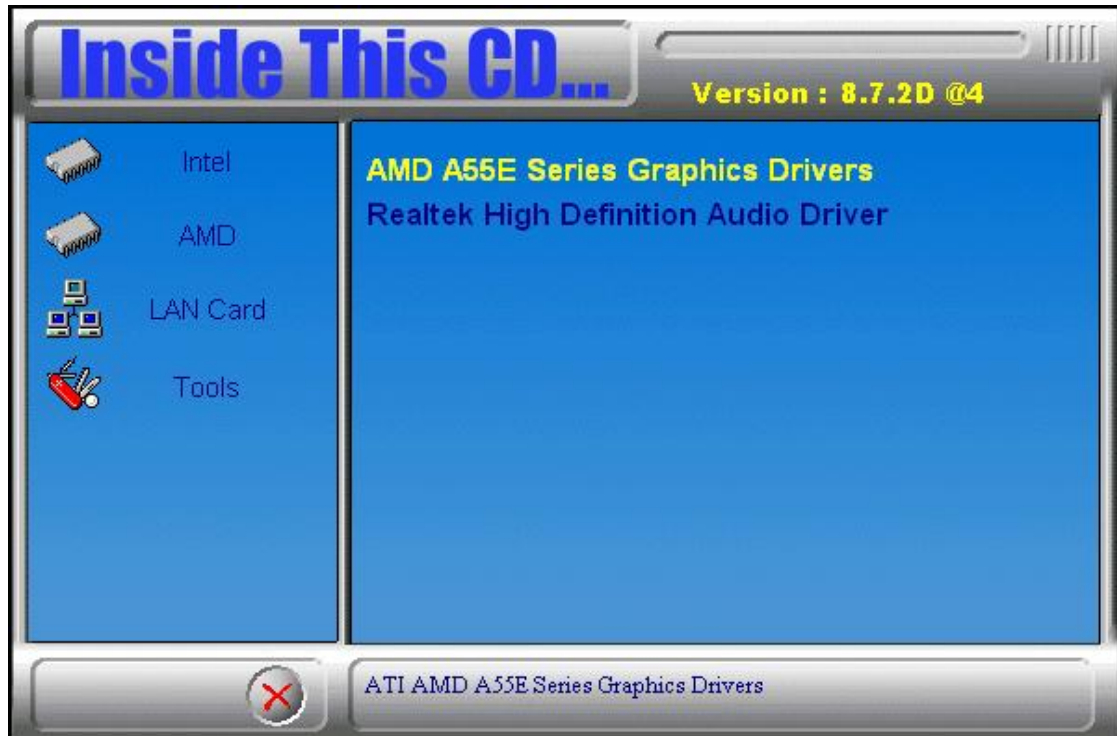 Inside This CD...
Version : 8.7.2D @4
Intel
AMD
LAN Card
Tools
AMD A55E Series Graphics Drivers
Realtek High Definition Audio Driver
ATI AMD A55E Series Graphics Drivers